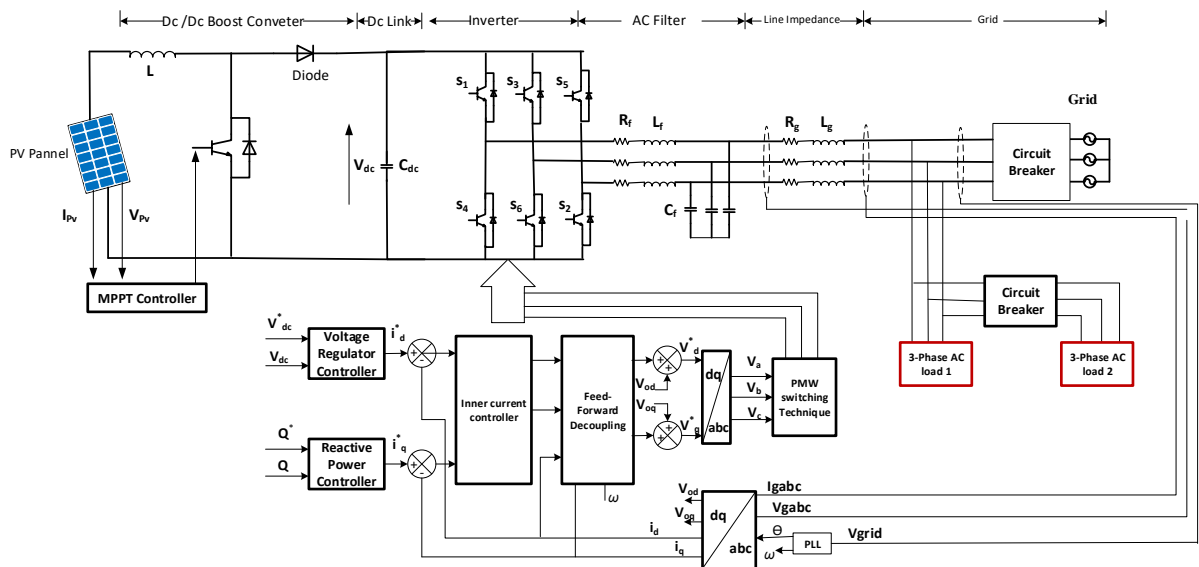 Dc /Dc Boost Conveter
Dc Link
Inverter
AC Filter
Line Impedance
Grid
L
Diode
S1
S3
S5
Rf
Lf
Rg
Lg
Grid
PV Pannel
Vdc
Cdc
Circuit
Breaker
IPv
VPv
S4
S6
S2
Cf
MPPT Controller
Circuit
Breaker
V*dc
Vdc
Voltage
Regulator
Controller
i*d
+
-
Inner current
controller
Feed-
Forward
Decoupling
+
+
V*d
Vod
Voq
+
+
V*q
dq
abc
Va
Vb
Vc
PMW
switching
Technique
3-Phase AC
load 1
3-Phase AC
load 2
Q*
Q
Reactive
Power
Controller
i*q
+
-
ω
Vod
Voq
id
iq
dq
abc
Igabc
Vgabc
θ
ω
PLL
Vgrid